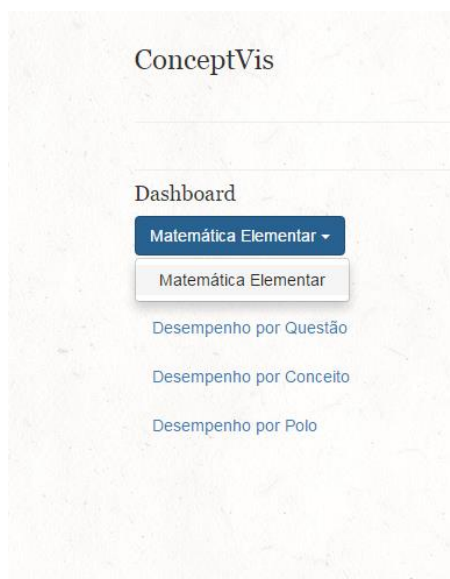 ConceptVis
Dashboard
Matemática Elementar
Matemática Elementar
Desempenho por Questão
Desempenho por Conceito
Desempenho por Polo